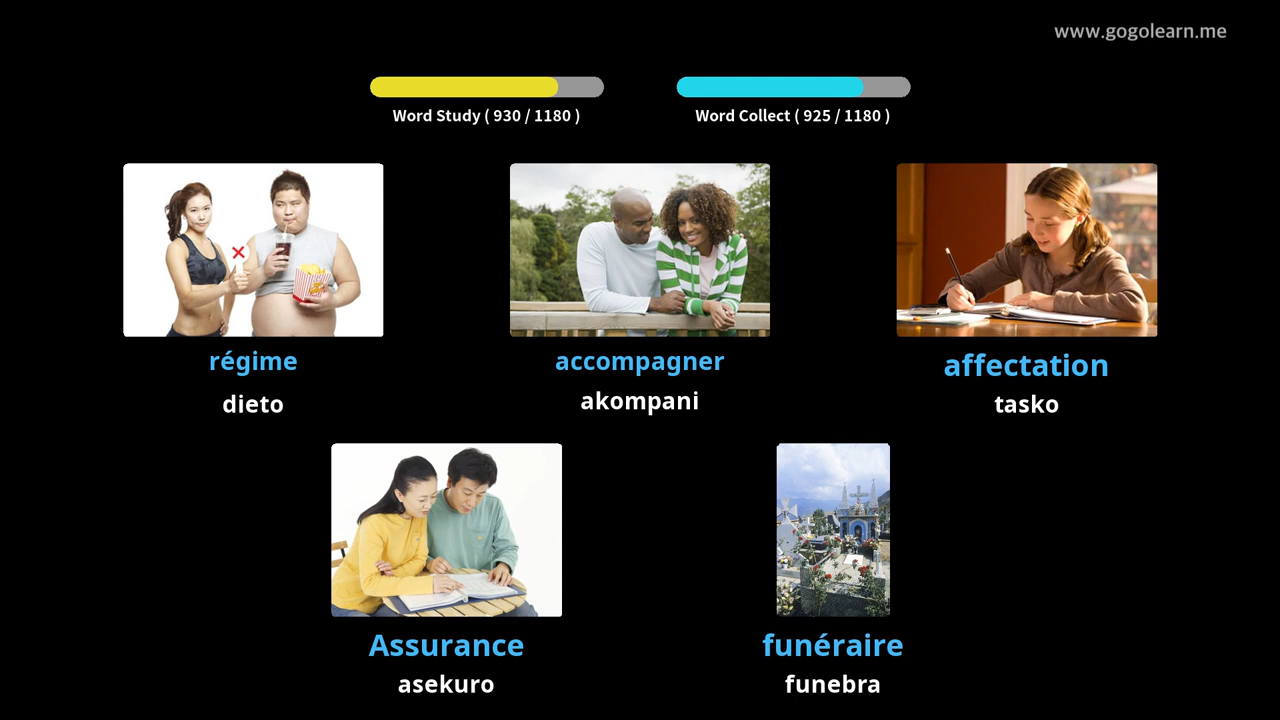 www.gogolearn.me
Word Study ( 930 / 1180 )
Word Collect ( 925 / 1180 )
régime
accompagner
affectation
dieto
akompani
tasko
Assurance
funéraire
asekuro
funebra